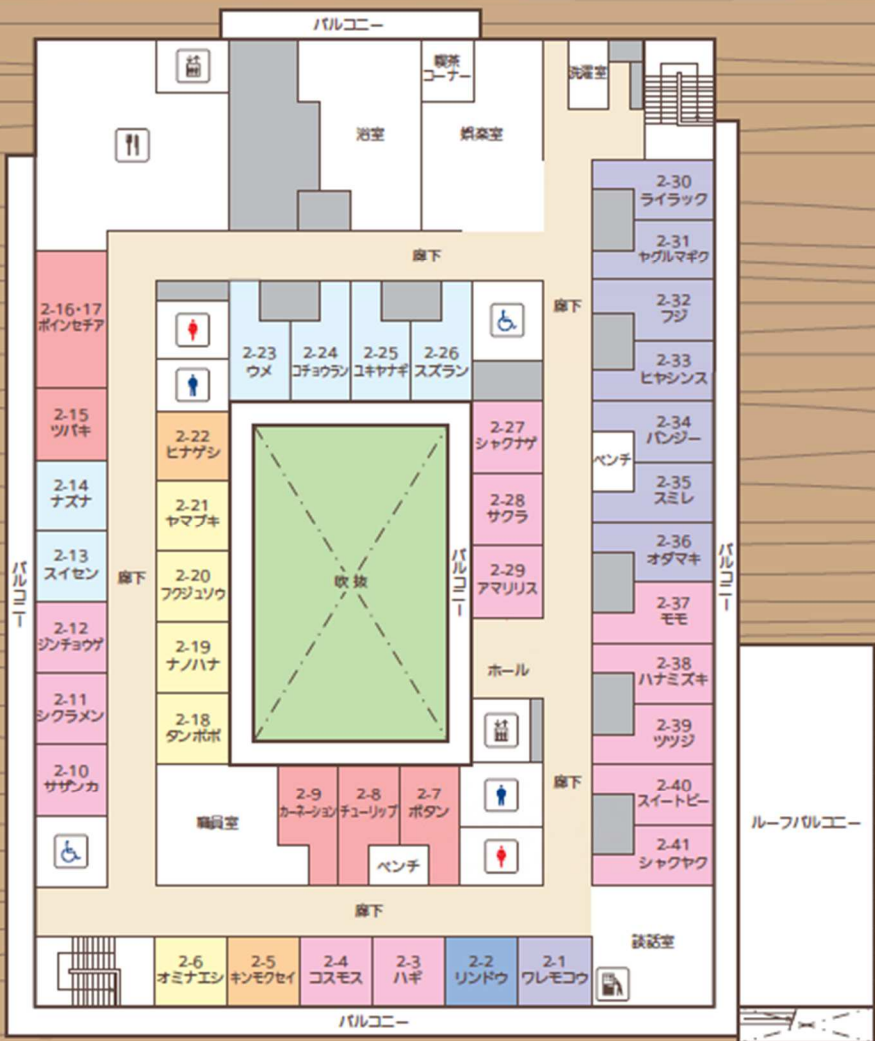 バルコニー
喫茶
コーナー
洗濯室
浴室
娯楽室
2-30
ライラック
2-31
ヤグルマギク
廊下
2-16・17
ポインセチア
2-32
フジ
廊下
2-23
ウメ
2-24
コチョウラン
2-25
ユキヤナギ
2-26
スズラン
2-33
ヒヤシンス
2-15
ツバキ
2-22
ヒナゲシ
2-27
シャクナゲ
2-34
パンジー
ベンチ
2-14
ナズナ
2-21
ヤマブキ
2-28
サクラ
2-35
スミレ
2-13
スイセン
2-20
フクジュソウ
2-29
アマリリス
2-36
オダマキ
バルコニー
廊下
吹抜
バルコニー
バルコニー
2-12
ジンチョウゲ
2-19
ナノハナ
2-37
モモ
2-11
シクラメン
2-18
タンポポ
ホール
2-38
ハナミズキ
2-39
ツツジ
2-10
サザンカ
職員室
2-9
カーネーション
2-8
チューリップ
2-7
ボタン
ベンチ
廊下
2-40
スイートピー
2-41
シャクヤク
ルーフバルコニー
廊下
談話室
2-6
オミナエシ
2-5
キンモクセイ
2-4
コスモス
2-3
ハギ
2-2
リンドウ
2-1
ワレモコウ
バルコニー